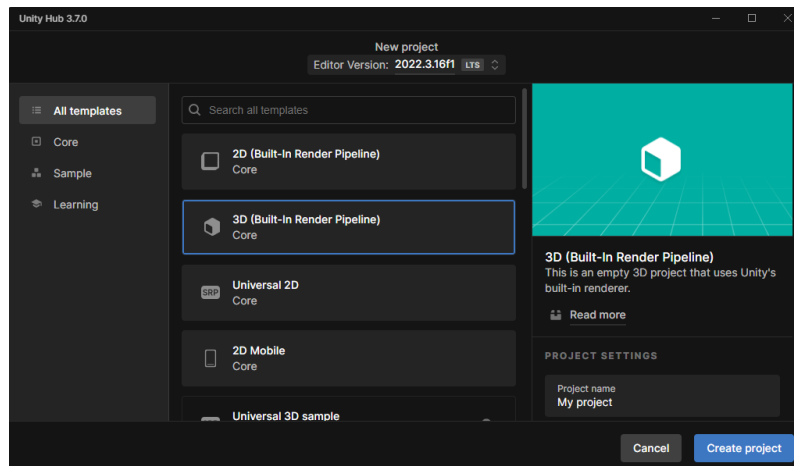 Unity Hub 3.7.0
New project
Editor Version: 2022.3.16f1 LTS
All templates
Core
Sample
Learning
Search all templates
2D (Built-In Render Pipeline)
Core
3D (Built-In Render Pipeline)
Core
SRP
Universal 2D
Core
2D Mobile
Core
Universal 3D sample
3D (Built-In Render Pipeline)
This is an empty 3D project that uses Unity's
built-in renderer.
Read more
PROJECT SETTINGS
Project name
My project
Cancel
Create project